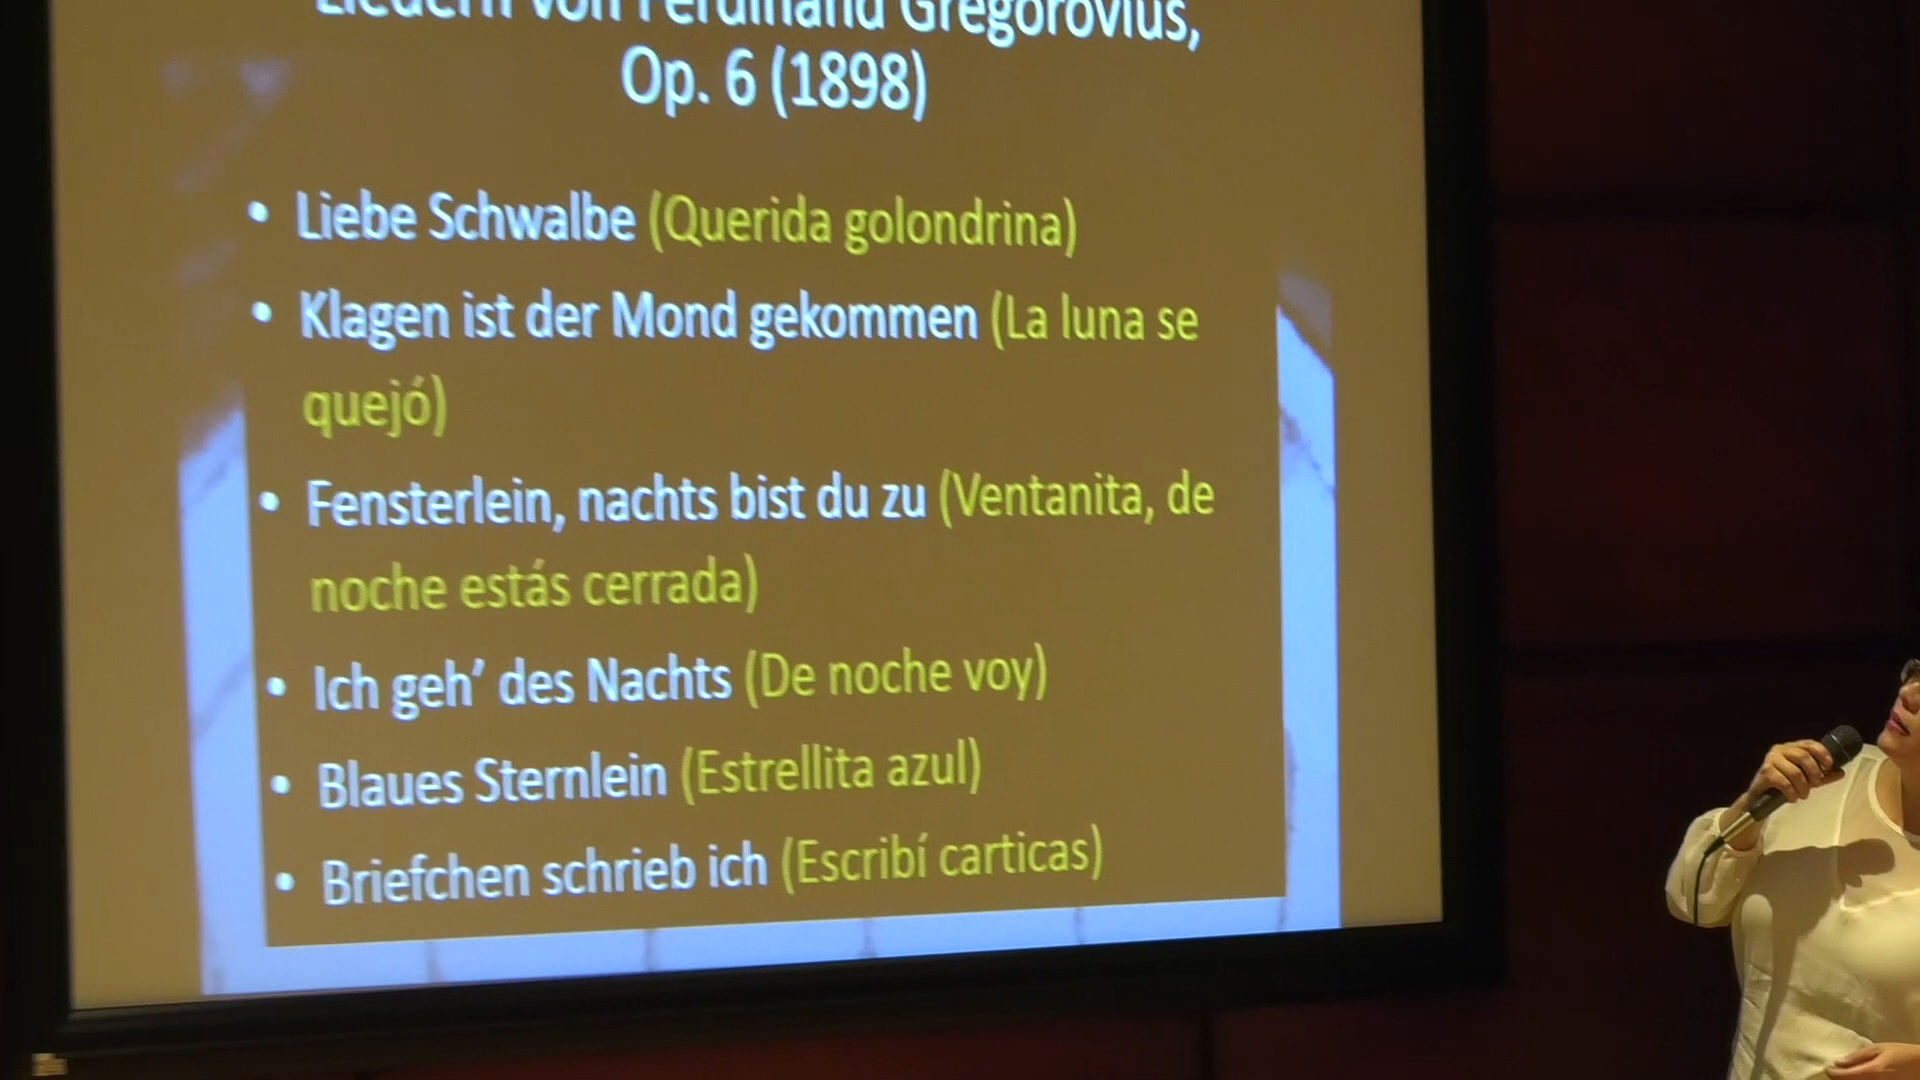 Liedern von Ferdinand Gregorovius,
Op. 6 (1898)
• Liebe Schwalbe (Querida golondrina)
• Klagen ist der Mond gekommen (La luna se
quejó)
• Fensterlein, nachts bist du zu (Ventanita, de
noche estás cerrada)
• Ich geh’ des Nachts (De noche voy)
• Blaues Sternlein (Estrellita azul)
• Briefchen schrieb ich (Escribí carticas)